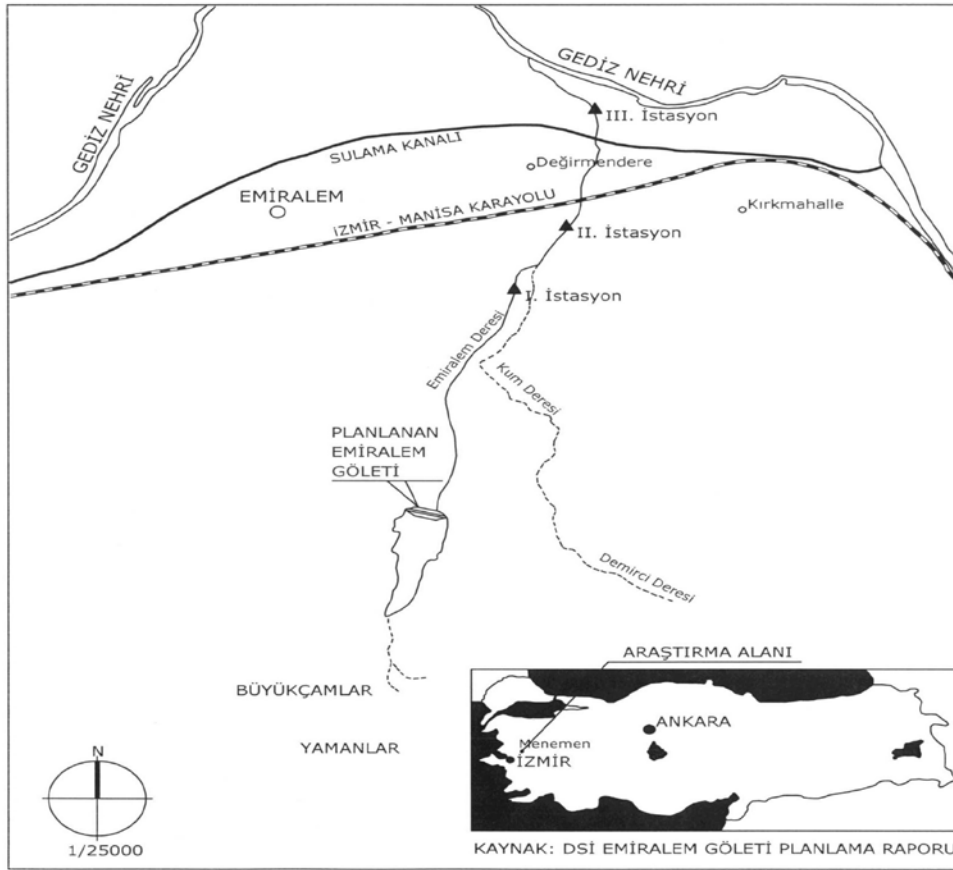 GEDİZ NEHRİ
GEDİZ NEHRİ
III. İstasyon
SULAMA KANALI
Değirmendere
EMİRALEM
İZMİR - MANİSA KARAYOLU
Kırkmahalle
II. İstasyon
I. İstasyon
Emiralem Deresi
Kum Deresi
PLANLANAN
EMİRALEM
GÖLETİ
Demirci Deresi
ARAŞTIRMA ALANI
BÜYÜKÇAMLAR
YAMANLAR
ANKARA
Menemen
İZMİR
N
1/25000
KAYNAK: DSİ EMİRALEM GÖLETİ PLANLAMA RAPORU